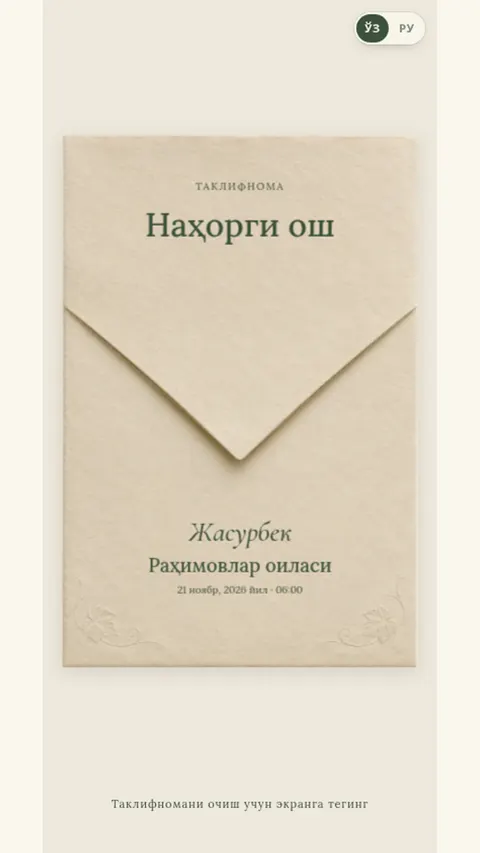 ЎЗ РУ
ТАКЛИФНОМА
Наҳорги ош
Жасурбек
Раҳимовлар оиласи
21 ноябр, 2026 йил · 06:00
Таклифномани очиш учун экранга тегинг